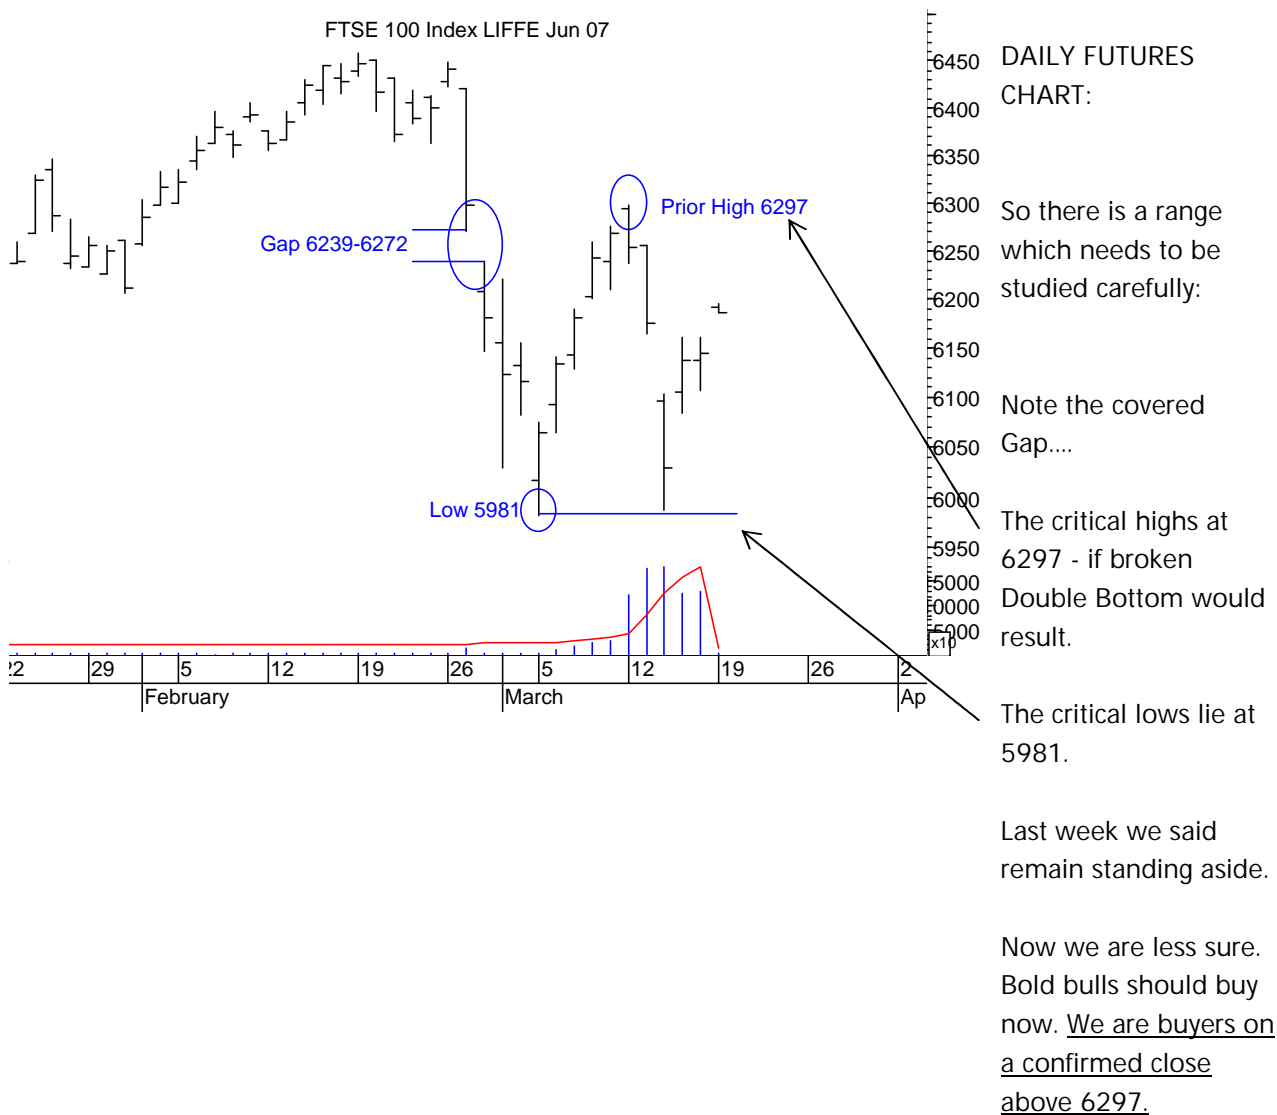 FTSE 100 Index LIFFE Jun 07
6450
6400
6350
6300
6250
6200
6150
6100
6050
6000
5950
5000
0000
5000
x10
Prior High 6297
Gap 6239-6272
Low 5981
22
29
5
12
19
26
5
12
19
26
2
February
March
Ap
DAILY FUTURES
CHART:
So there is a range
which needs to be
studied carefully:
Note the covered
Gap....
The critical highs at
6297 - if broken
Double Bottom would
result.
The critical lows lie at
5981.
Last week we said
remain standing aside.
Now we are less sure.
Bold bulls should buy
now. We are buyers on
a confirmed close
above 6297.